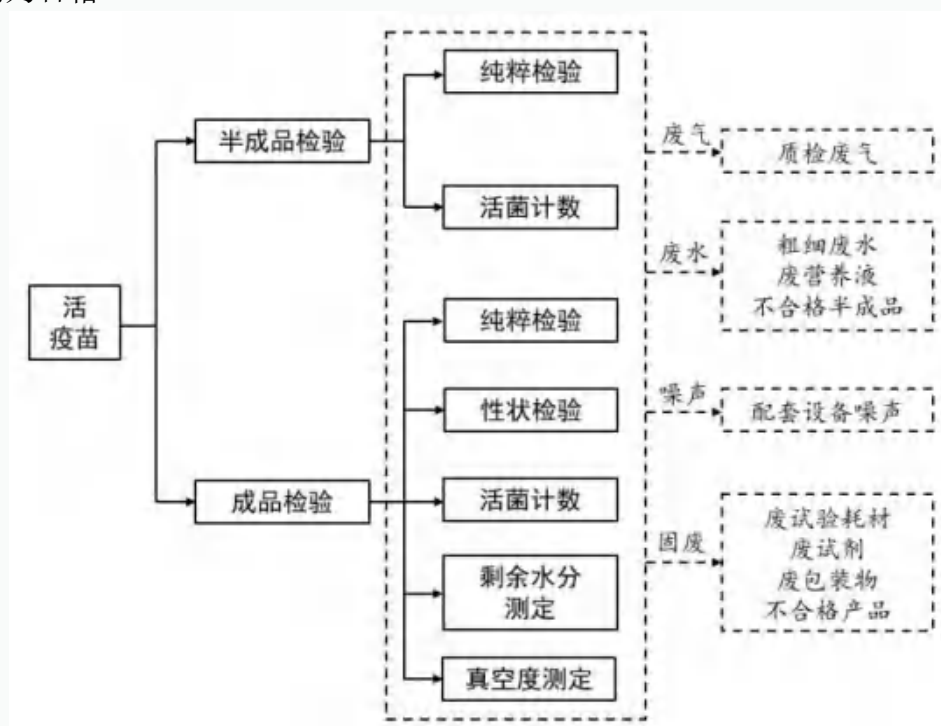 纯粹检验
半成品检验
活菌计数
活
疫苗
纯粹检验
性状检验
成品检验
活菌计数
剩余水分
测定
真空度测定
废气
质检废气
废水
粗细废水
废营养液
不合格半成品
噪声
配套设备噪声
固废
废试验耗材
废试剂
废包装物
不合格产品